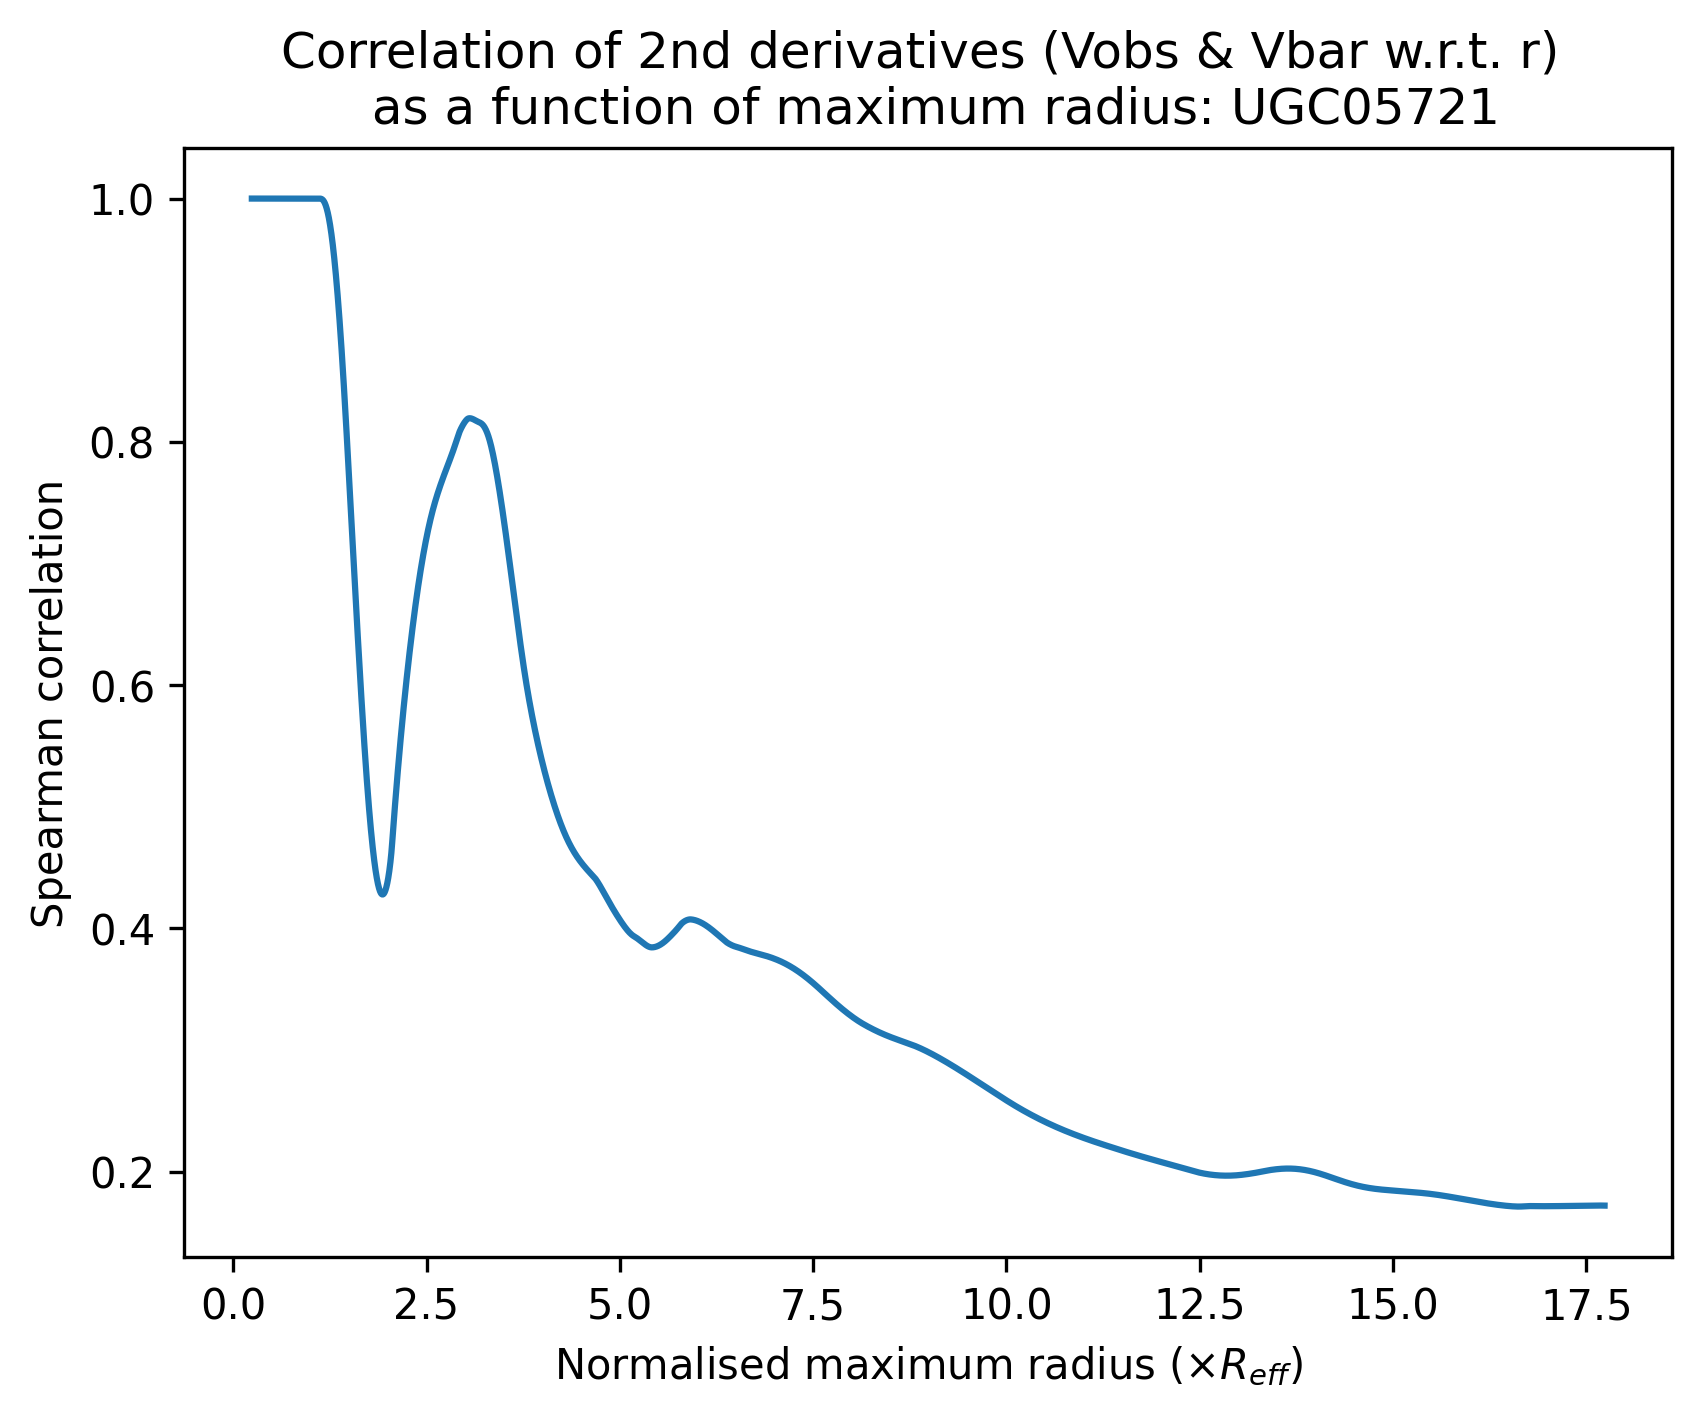 Correlation of 2nd derivatives (Vobs & Vbar w.r.t. r)
as a function of maximum radius: UGC05721
Spearman correlation
1.0
0.8
0.6
0.4
0.2
0.0 2.5 5.0 7.5 10.0 12.5 15.0 17.5
Normalised maximum radius (×R_eff)